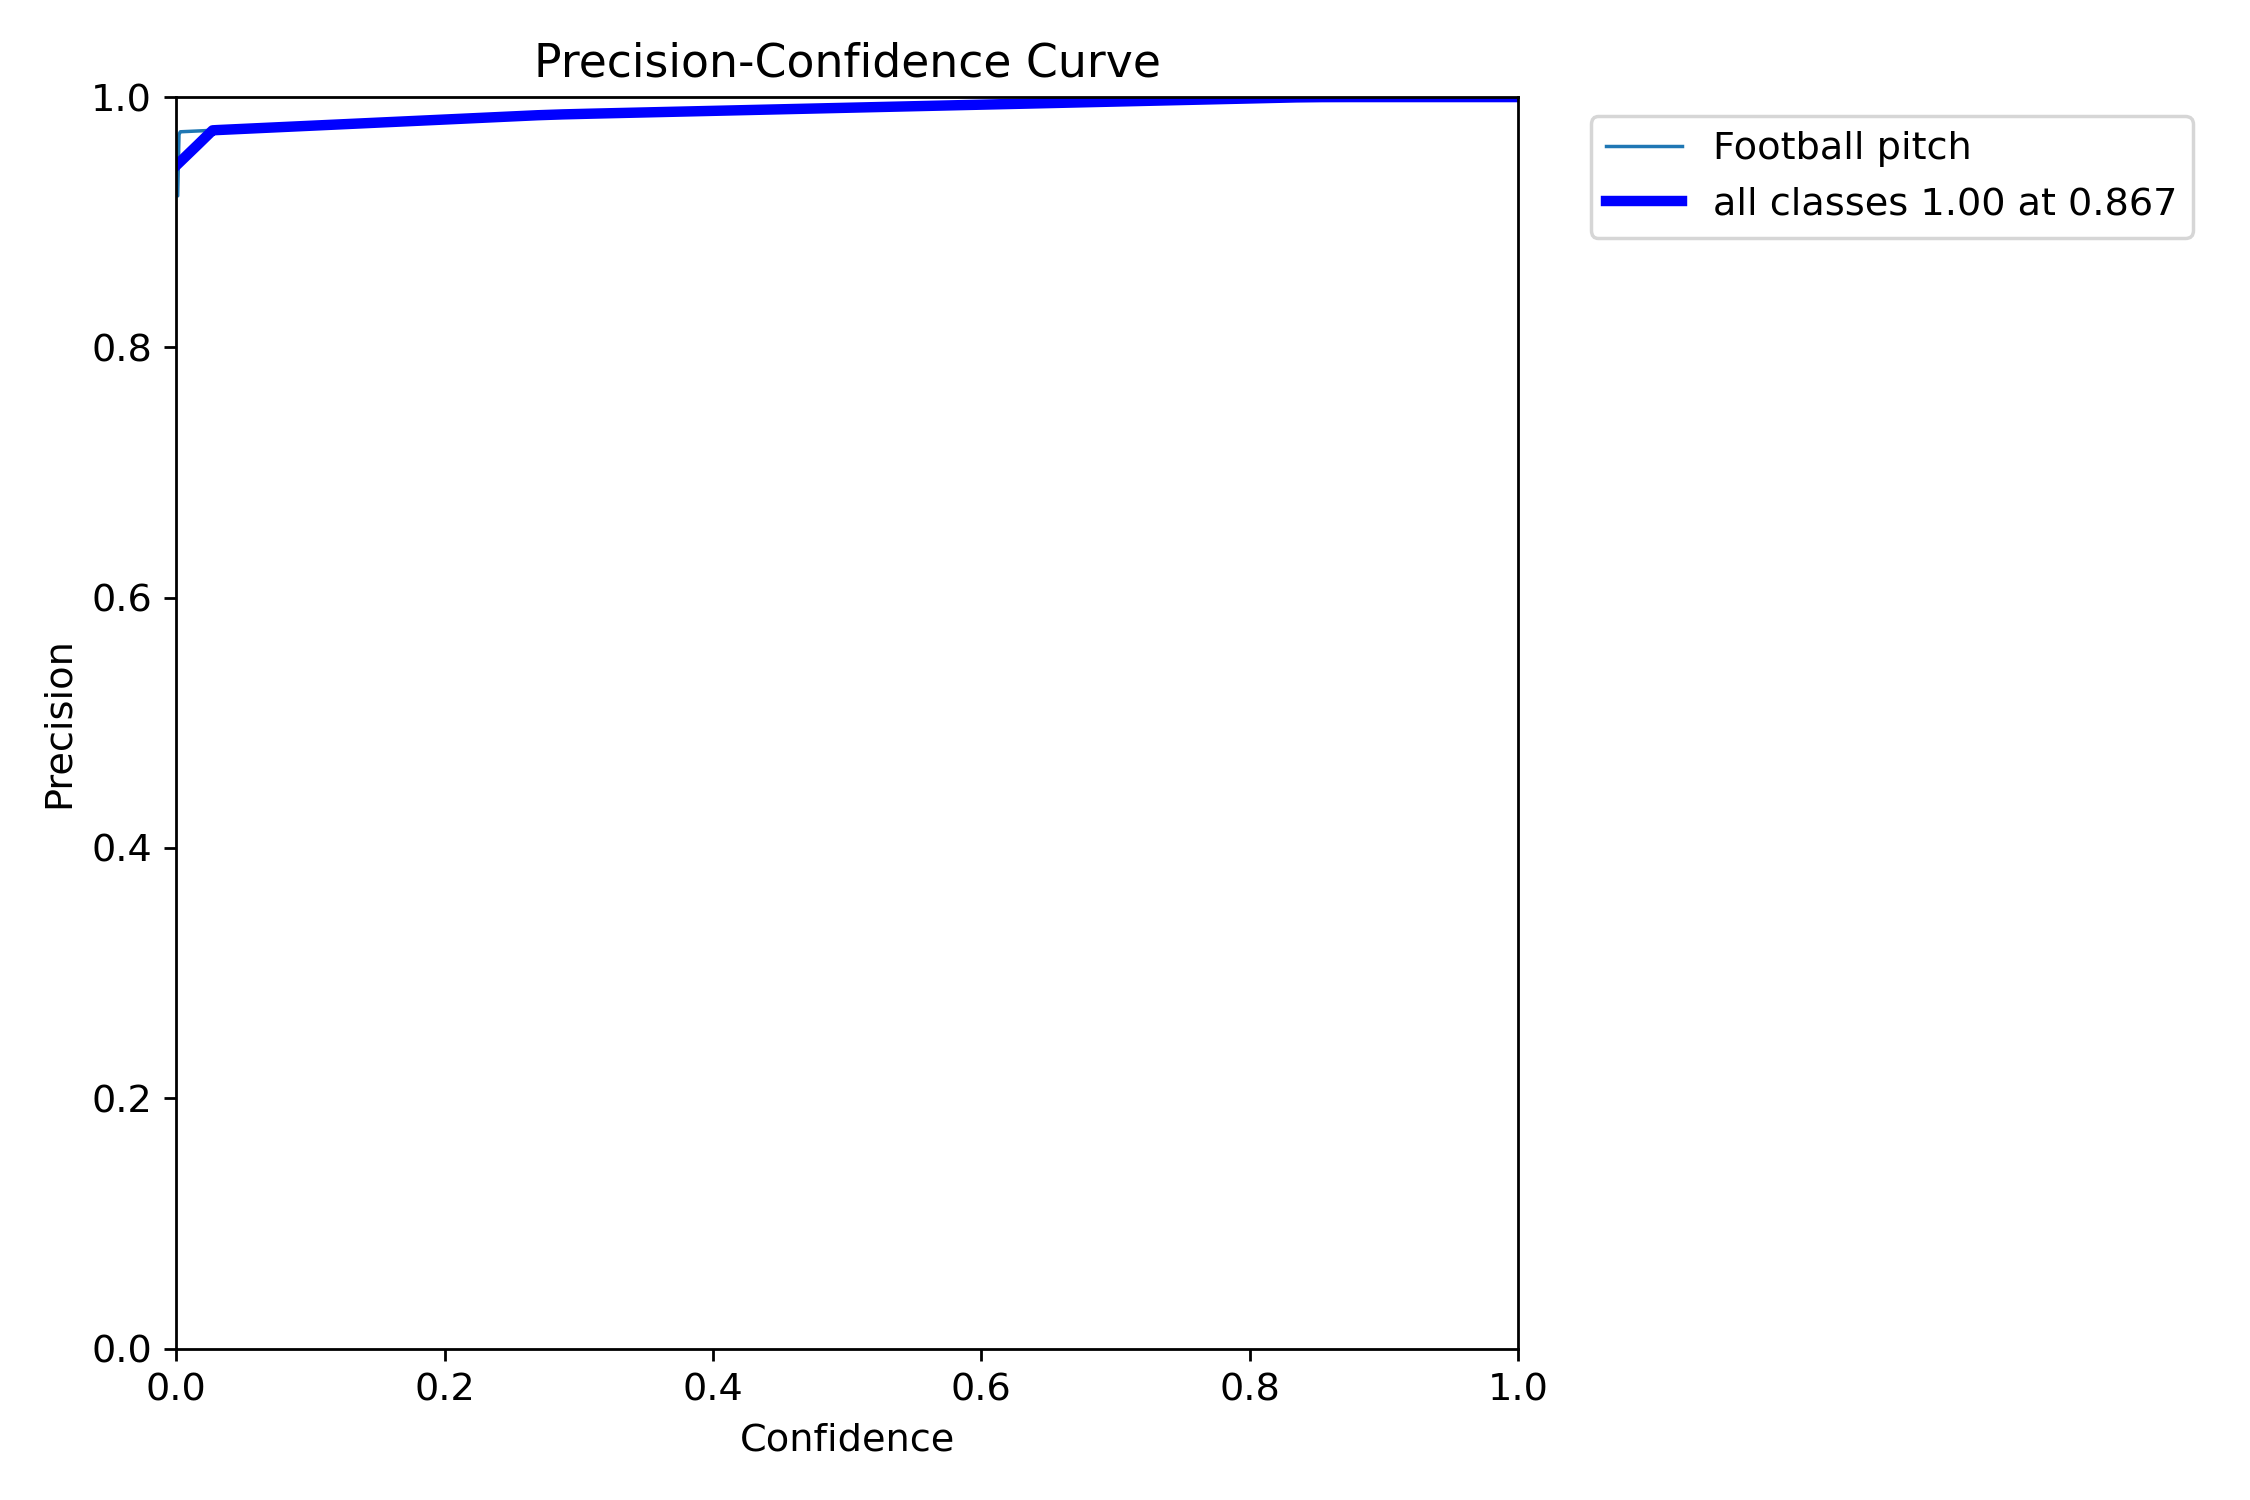 Precision-Confidence Curve
1.0
0.8
0.6
0.4
0.2
0.0
Precision
0.0 0.2 0.4 0.6 0.8 1.0
Confidence
Football pitch
all classes 1.00 at 0.867